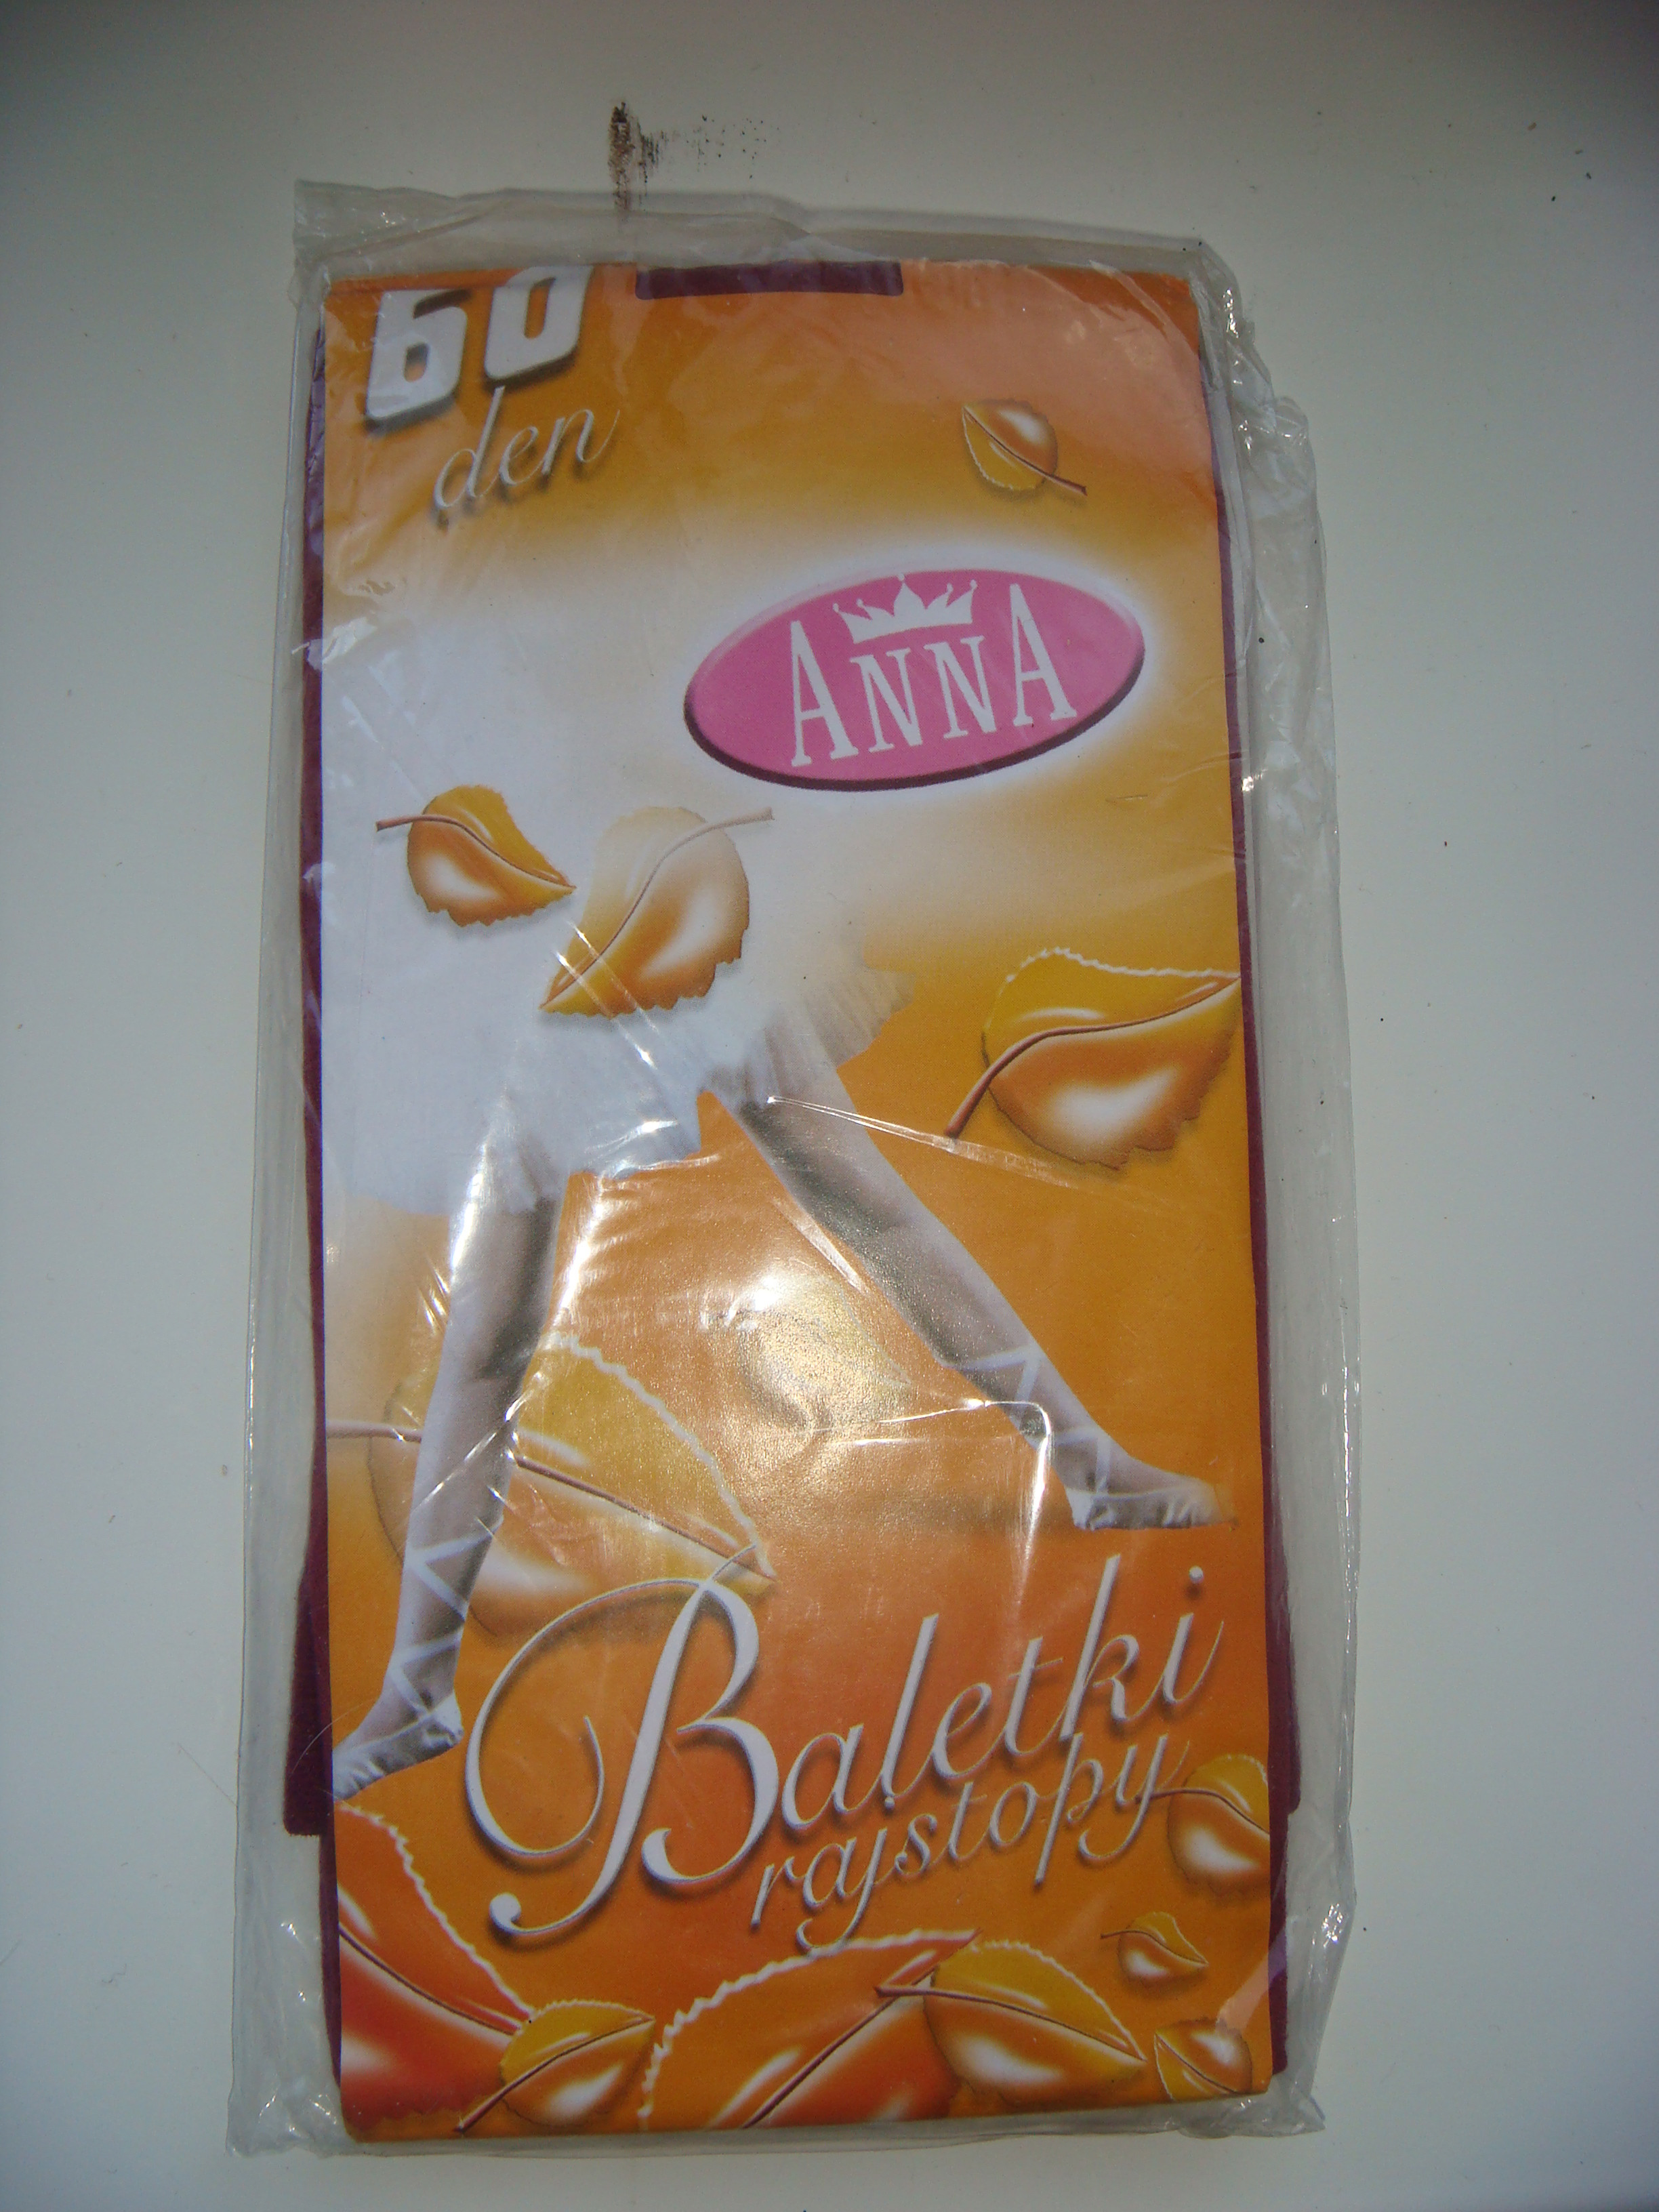 60
den
ANNA
Baletki
rajstopy